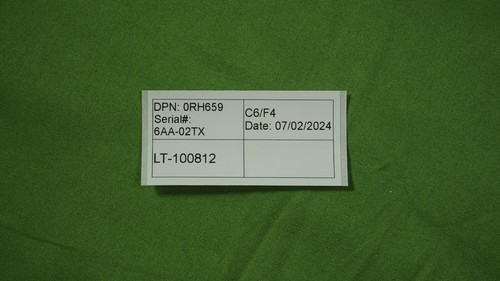 DPN: 0RH659
Serial#:
6AA-02TX
C6/F4
Date: 07/02/2024
LT-100812